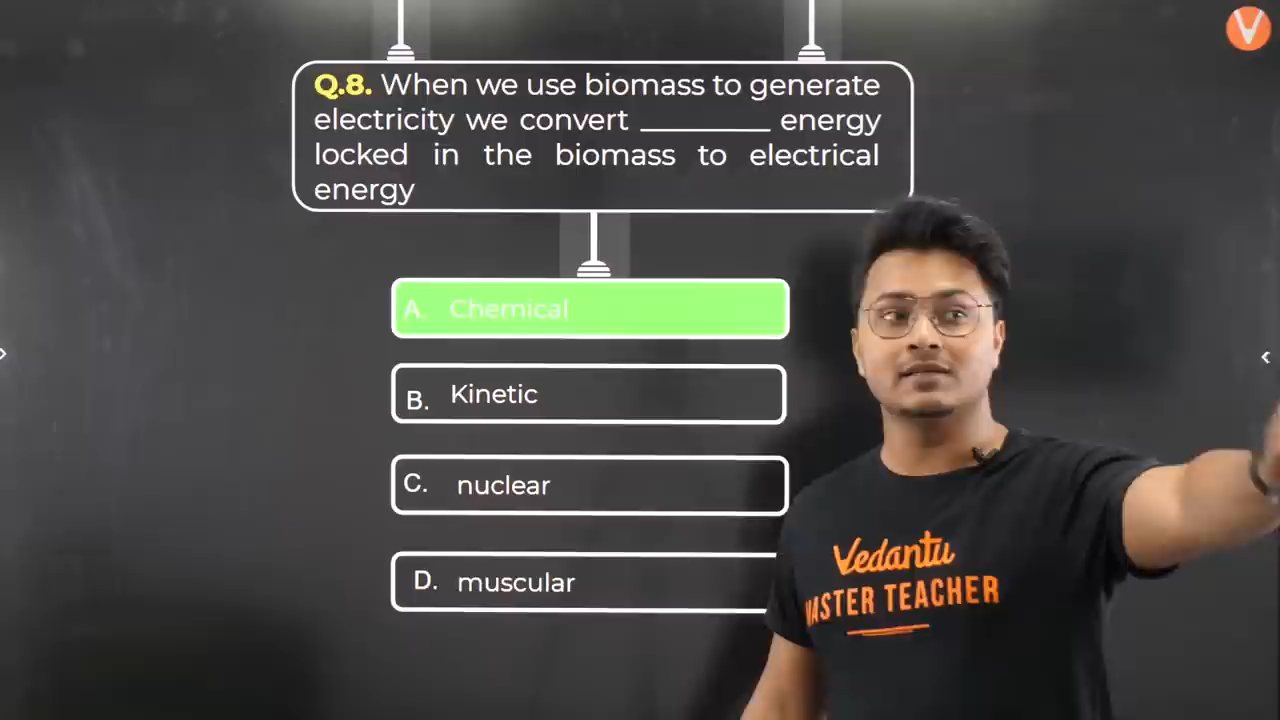 Q.8. When we use biomass to generate
electricity we convert ________ energy
locked in the biomass to electrical
energy
A. Chemical
B. Kinetic
C. nuclear
D. muscular
Vedantu
MASTER TEACHER